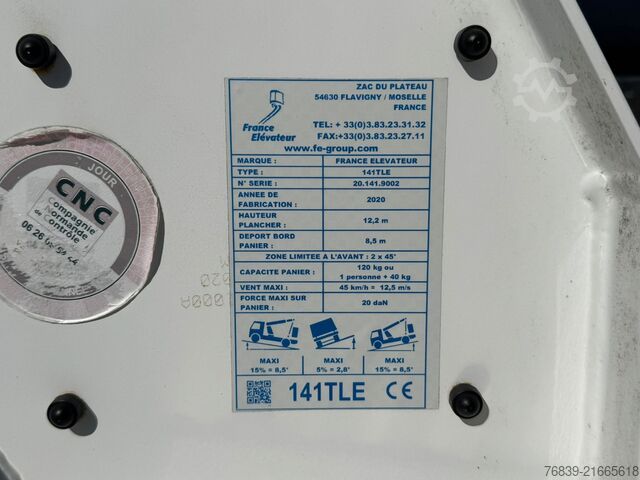 ZAC DU PLATEAU
54630 FLAVIGNY / MOSELLE
FRANCE
France
Elévateur
TEL: + 33(0)3.83.23.31.32
FAX:+33(0)3.83.23.27.11
www.fe-group.com
MARQUE : FRANCE ELEVATEUR
TYPE : 141TLE
N° SERIE : 20.141.9002
ANNEE DE
FABRICATION : 2020
HAUTEUR
PLANCHER : 12,2 m
DEPORT BORD
PANIER : 8,5 m
ZONE LIMITEE A L'AVANT : 2 x 45°
CAPACITE PANIER : 120 kg ou
1 personne + 40 kg
VENT MAXI : 45 km/h = 12,5 m/s
FORCE MAXI SUR
PANIER : 20 daN
MAXI MAXI MAXI
15% = 8,5° 5% = 2,8° 15% = 8,5°
141TLE CE
JOUR
CNC
Compagnie
Normande
de Contrôle
06 26
76839-21665618